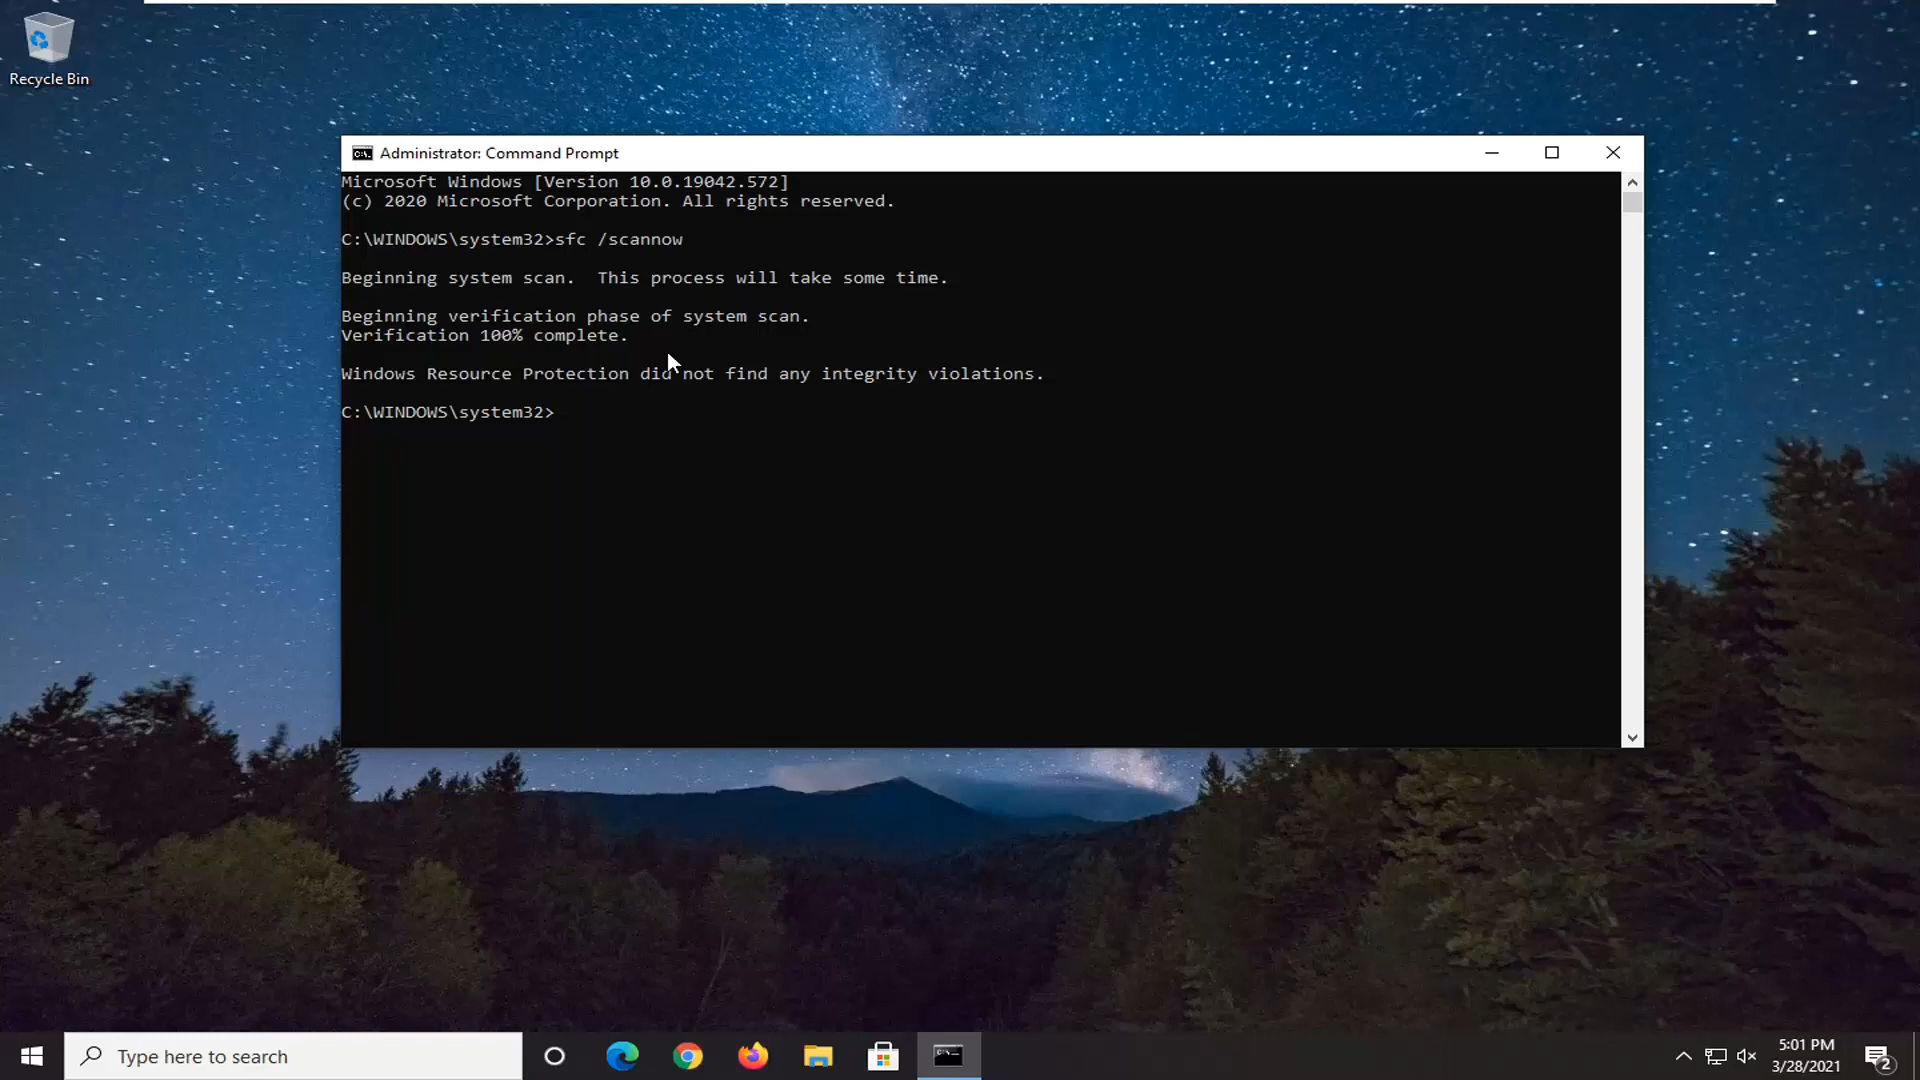 Recycle Bin
Administrator: Command Prompt
Microsoft Windows [Version 10.0.19042.572]
(c) 2020 Microsoft Corporation. All rights reserved.
C:\WINDOWS\system32>sfc /scannow
Beginning system scan.  This process will take some time.
Beginning verification phase of system scan.
Verification 100% complete.
Windows Resource Protection did not find any integrity violations.
C:\WINDOWS\system32>
Type here to search
5:01 PM
3/28/2021
2